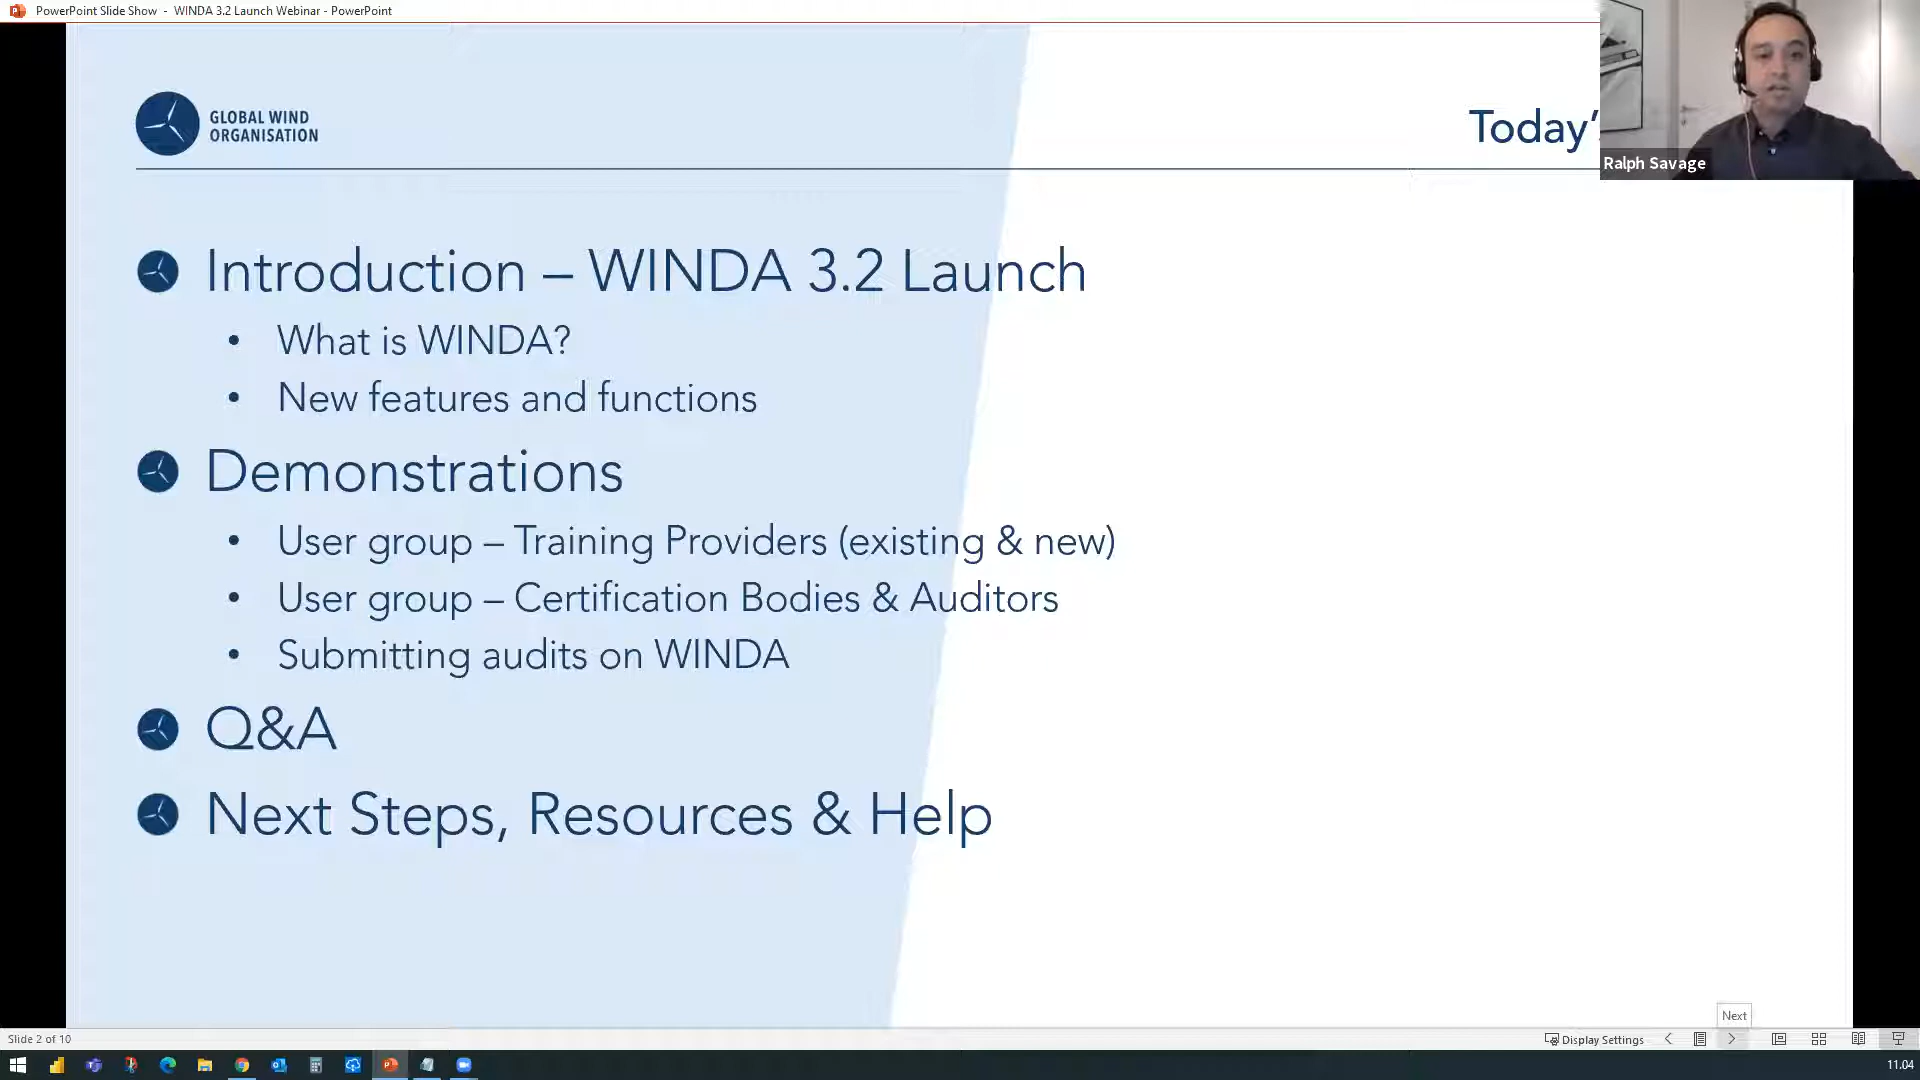 PowerPoint Slide Show - WINDA 3.2 Launch Webinar - PowerPoint
GLOBAL WIND
ORGANISATION
Today'
Ralph Savage
Introduction – WINDA 3.2 Launch
• What is WINDA?
• New features and functions
Demonstrations
• User group – Training Providers (existing & new)
• User group – Certification Bodies & Auditors
• Submitting audits on WINDA
Q&A
Next Steps, Resources & Help
Next
Slide 2 of 10
Display Settings
11.04